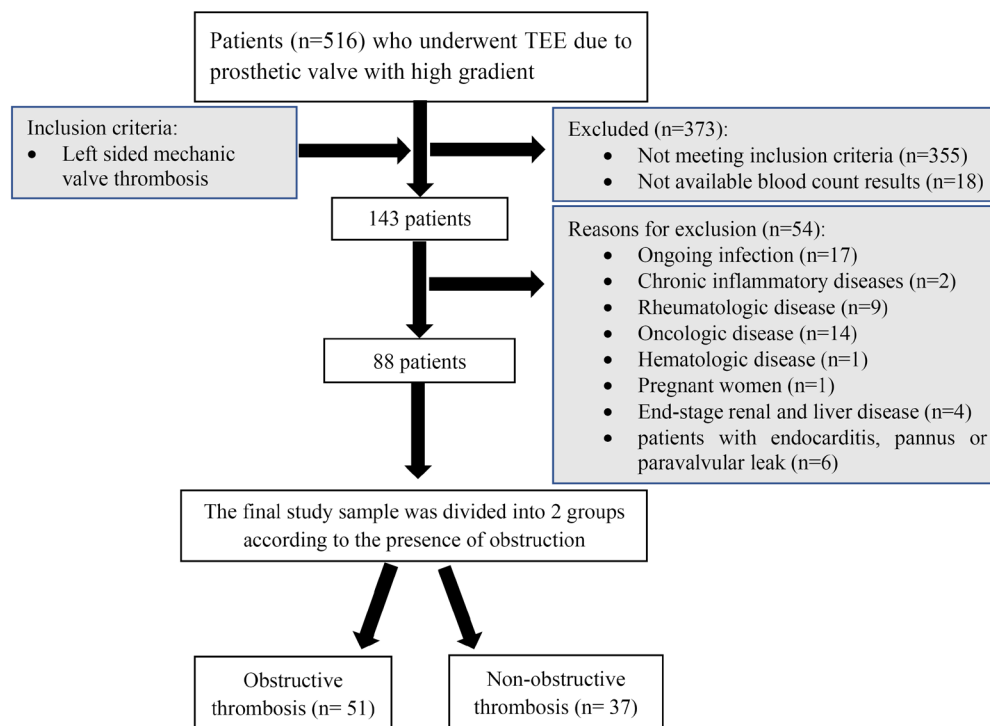 Patients (n=516) who underwent TEE due to
prosthetic valve with high gradient
Inclusion criteria:
• Left sided mechanic
valve thrombosis
Excluded (n=373):
• Not meeting inclusion criteria (n=355)
• Not available blood count results (n=18)
143 patients
Reasons for exclusion (n=54):
• Ongoing infection (n=17)
• Chronic inflammatory diseases (n=2)
• Rheumatologic disease (n=9)
• Oncologic disease (n=14)
• Hematologic disease (n=1)
• Pregnant women (n=1)
• End-stage renal and liver disease (n=4)
• patients with endocarditis, pannus or
paravalvular leak (n=6)
88 patients
The final study sample was divided into 2 groups
according to the presence of obstruction
Obstructive
thrombosis (n= 51)
Non-obstructive
thrombosis (n= 37)